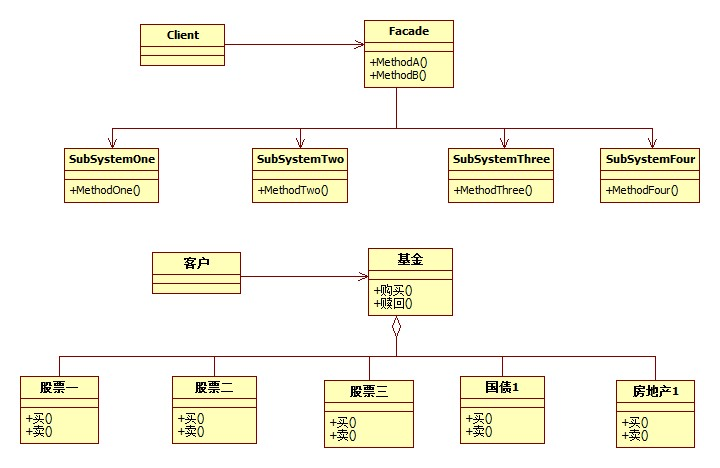 Client
Facade
+MethodA()
+MethodB()
SubSystemOne
+MethodOne()
SubSystemTwo
+MethodTwo()
SubSystemThree
+MethodThree()
SubSystemFour
+MethodFour()
客户
基金
+购买()
+赎回()
股票一
+买()
+卖()
股票二
+买()
+卖()
股票三
+买()
+卖()
国债1
+买()
+卖()
房地产1
+买()
+卖()